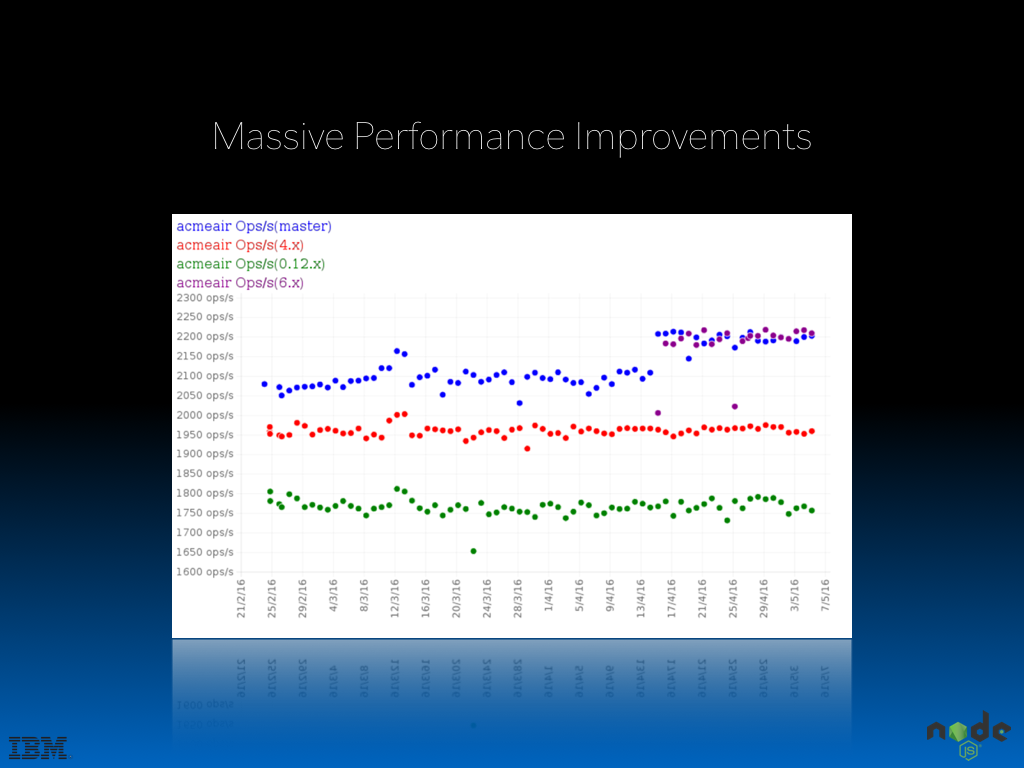 Massive Performance Improvements
acmeair Ops/s(master)
acmeair Ops/s(4.x)
acmeair Ops/s(0.12.x)
acmeair Ops/s(6.x)
2300 ops/s
2250 ops/s
2200 ops/s
2150 ops/s
2100 ops/s
2050 ops/s
2000 ops/s
1950 ops/s
1900 ops/s
1850 ops/s
1800 ops/s
1750 ops/s
1700 ops/s
1650 ops/s
1600 ops/s
21/2/16
25/2/16
29/2/16
4/3/16
8/3/16
12/3/16
16/3/16
20/3/16
24/3/16
28/3/16
1/4/16
5/4/16
9/4/16
13/4/16
17/4/16
21/4/16
25/4/16
29/4/16
3/5/16
7/5/16
IBM
node
JS